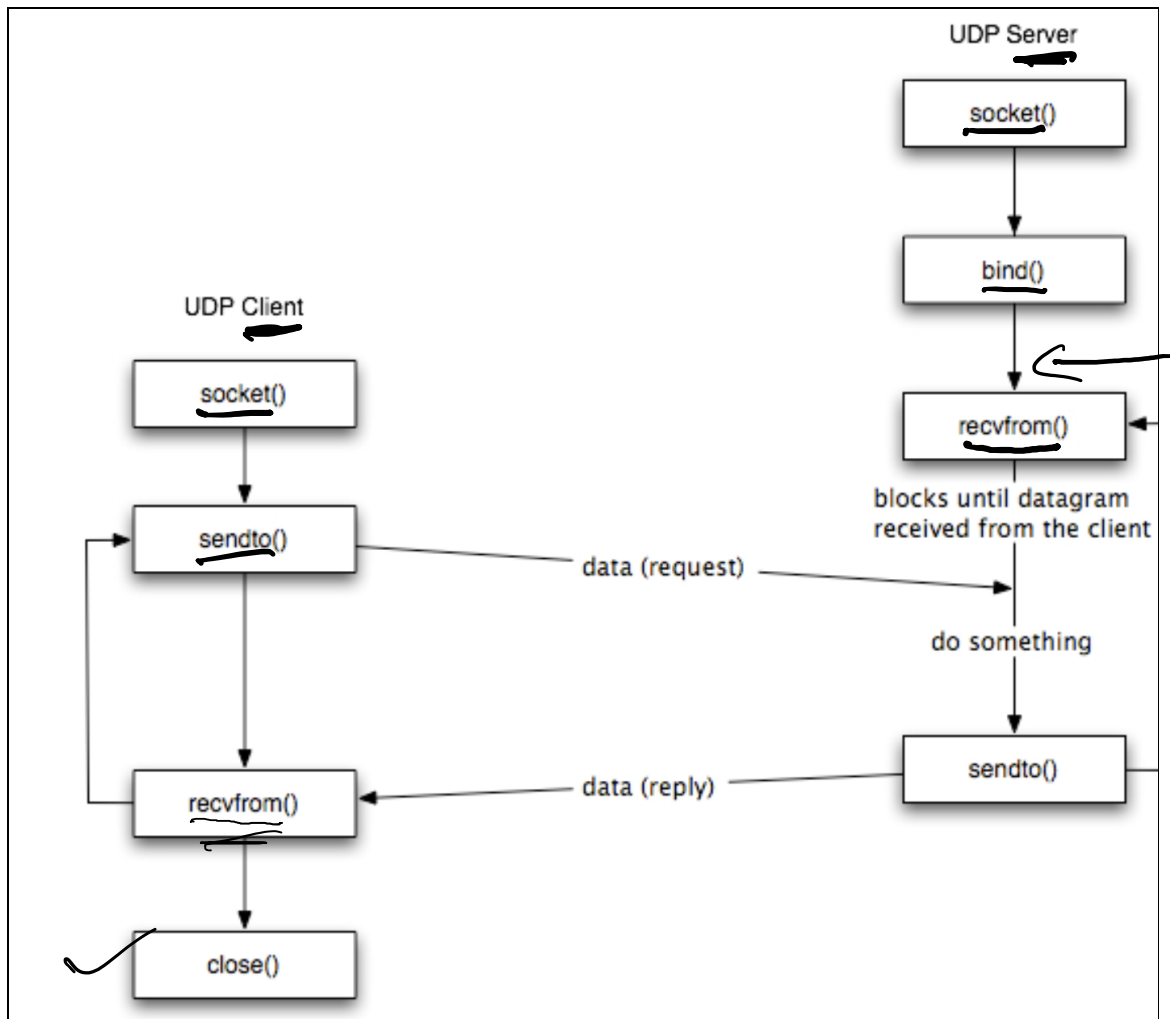 UDP Server
socket()
bind()
UDP Client
socket()
recvfrom()
blocks until datagram
received from the client
sendto()
data (request)
do something
sendto()
data (reply)
recvfrom()
close()